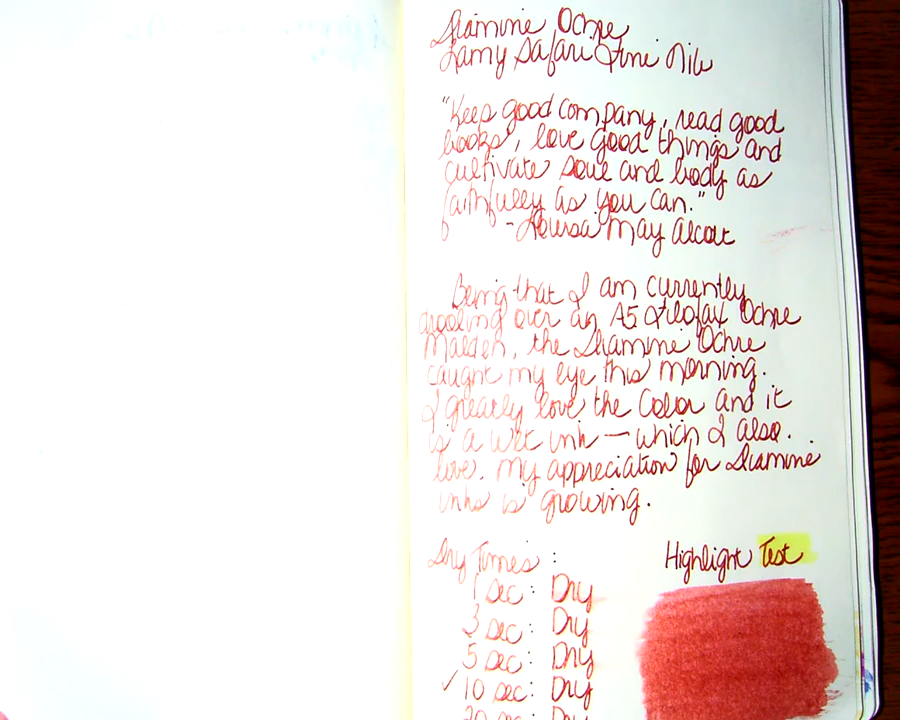 Diamine Ochre
Lamy Safari Fine Nib
"Keep good company, read good
books, love good things and
cultivate soul and body as
faithfully as you can."
-Louisa May Alcott
Being that I am currently
drooling over an A5 Filofax Ochre
Malden, the Diamine Ochre
caught my eye this morning.
I greatly love the Color and it
is a wet ink — which I also.
love. My appreciation for Diamine
inks is growing.
Dry Times:
Highlight Test
1 sec: Dry
3 sec: Dry
5 sec: Dry
✓ 10 sec: Dry
20 sec: Dry